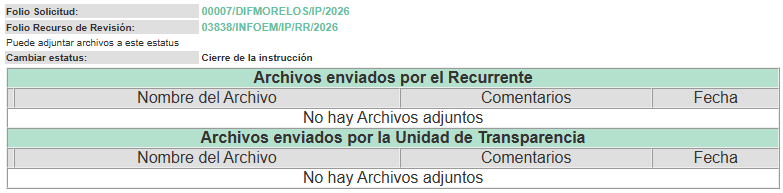 Folio Solicitud: 00007/DIFMORELOS/IP/2026
Folio Recurso de Revisión: 03838/INFOEM/IP/RR/2026
Puede adjuntar archivos a este estatus
Cambiar estatus: Cierre de la instrucción
Archivos enviados por el Recurrente
Nombre del Archivo Comentarios Fecha
No hay Archivos adjuntos
Archivos enviados por la Unidad de Transparencia
Nombre del Archivo Comentarios Fecha
No hay Archivos adjuntos